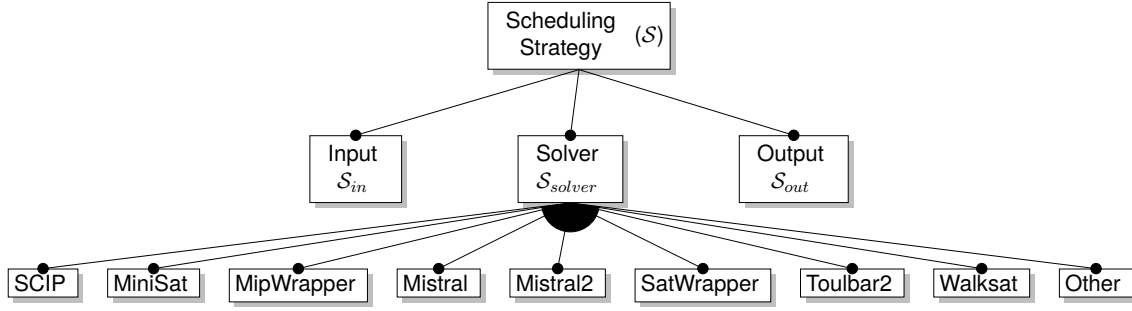 Scheduling
Strategy (𝒮)
Input Solver Output
𝒮in 𝒮solver 𝒮out
SCIP MiniSat MipWrapper Mistral Mistral2 SatWrapper Toulbar2 Walksat Other